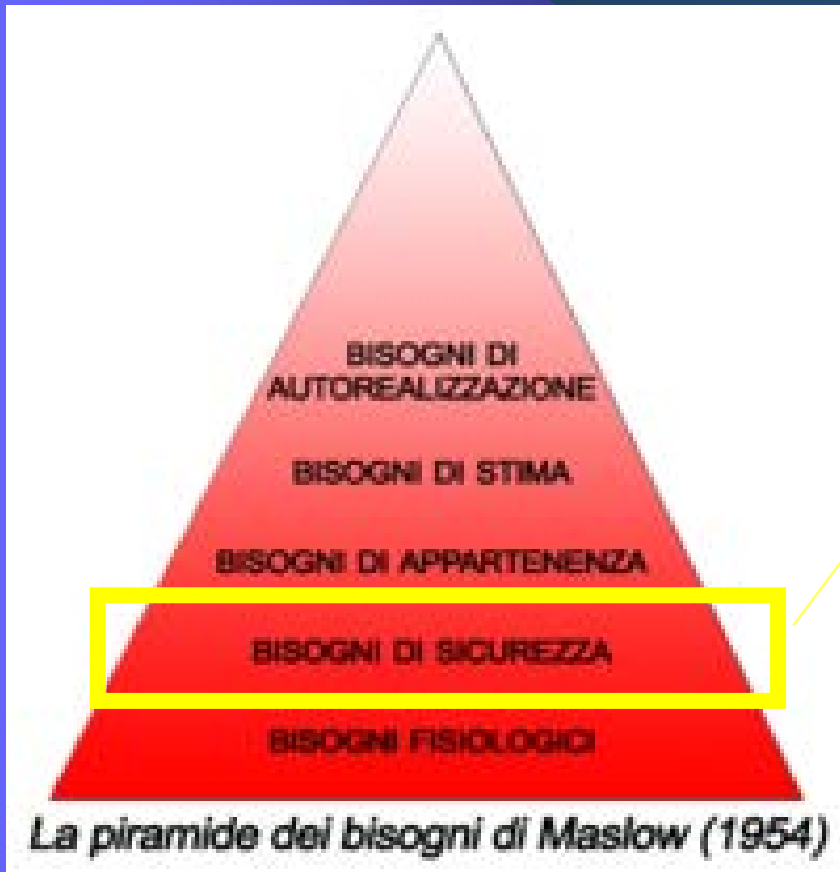 BISOGNI DI
AUTOREALIZZAZIONE
BISOGNI DI STIMA
BISOGNI DI APPARTENENZA
BISOGNI DI SICUREZZA
BISOGNI FISIOLOGICI
La piramide dei bisogni di Maslow (1954)